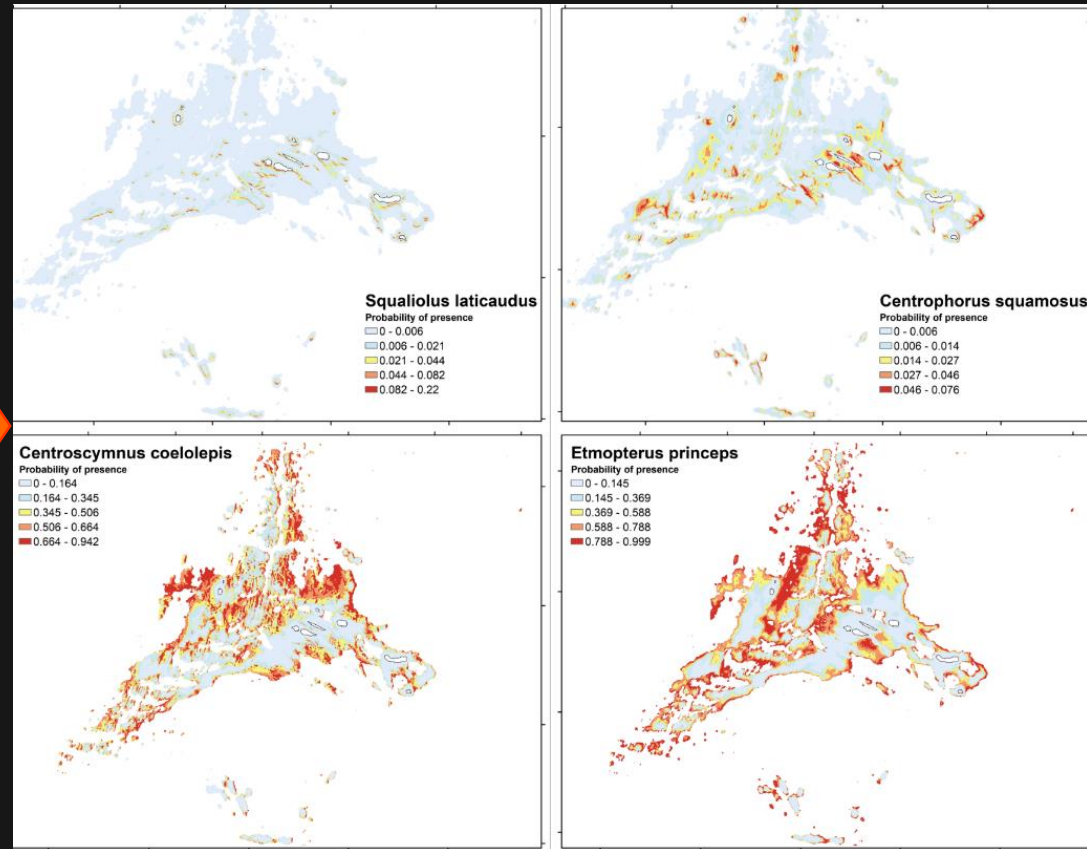 Squaliolus laticaudus
Probability of presence
0 - 0.006
0.006 - 0.021
0.021 - 0.044
0.044 - 0.082
0.082 - 0.22
Centrophorus squamosus
Probability of presence
0 - 0.006
0.006 - 0.014
0.014 - 0.027
0.027 - 0.046
0.046 - 0.076
Centroscymnus coelolepis
Probability of presence
0 - 0.164
0.164 - 0.345
0.345 - 0.506
0.506 - 0.664
0.664 - 0.942
Etmopterus princeps
Probability of presence
0 - 0.145
0.145 - 0.369
0.369 - 0.588
0.588 - 0.788
0.788 - 0.999